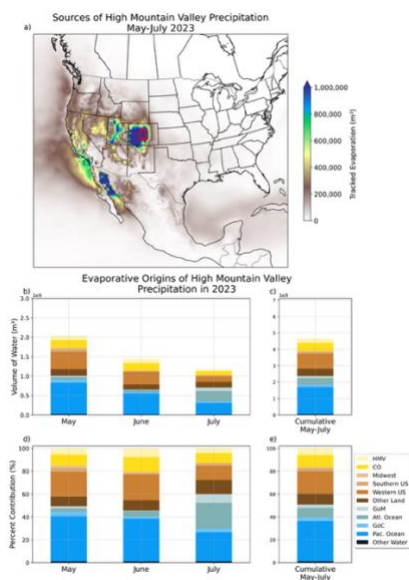 Sources of High Mountain Valley Precipitation
May-July 2023
a)
1,000,000
800,000
600,000
400,000
200,000
0
Tracked Evaporation (m³)
Evaporative Origins of High Mountain Valley
Precipitation in 2023
b)
1e9
3.0
2.5
2.0
1.5
1.0
0.5
0.0
Volume of Water (m³)
May
June
July
c)
1e9
7
6
5
4
3
2
1
0
Cumulative
May-July
d)
100
80
60
40
20
0
Percent Contribution (%)
May
June
July
e)
100
80
60
40
20
0
Cumulative
May-July
HMV
CO
Midwest
Southern US
Western US
Other Land
GoM
Atl. Ocean
GoC
Pac. Ocean
Other Water